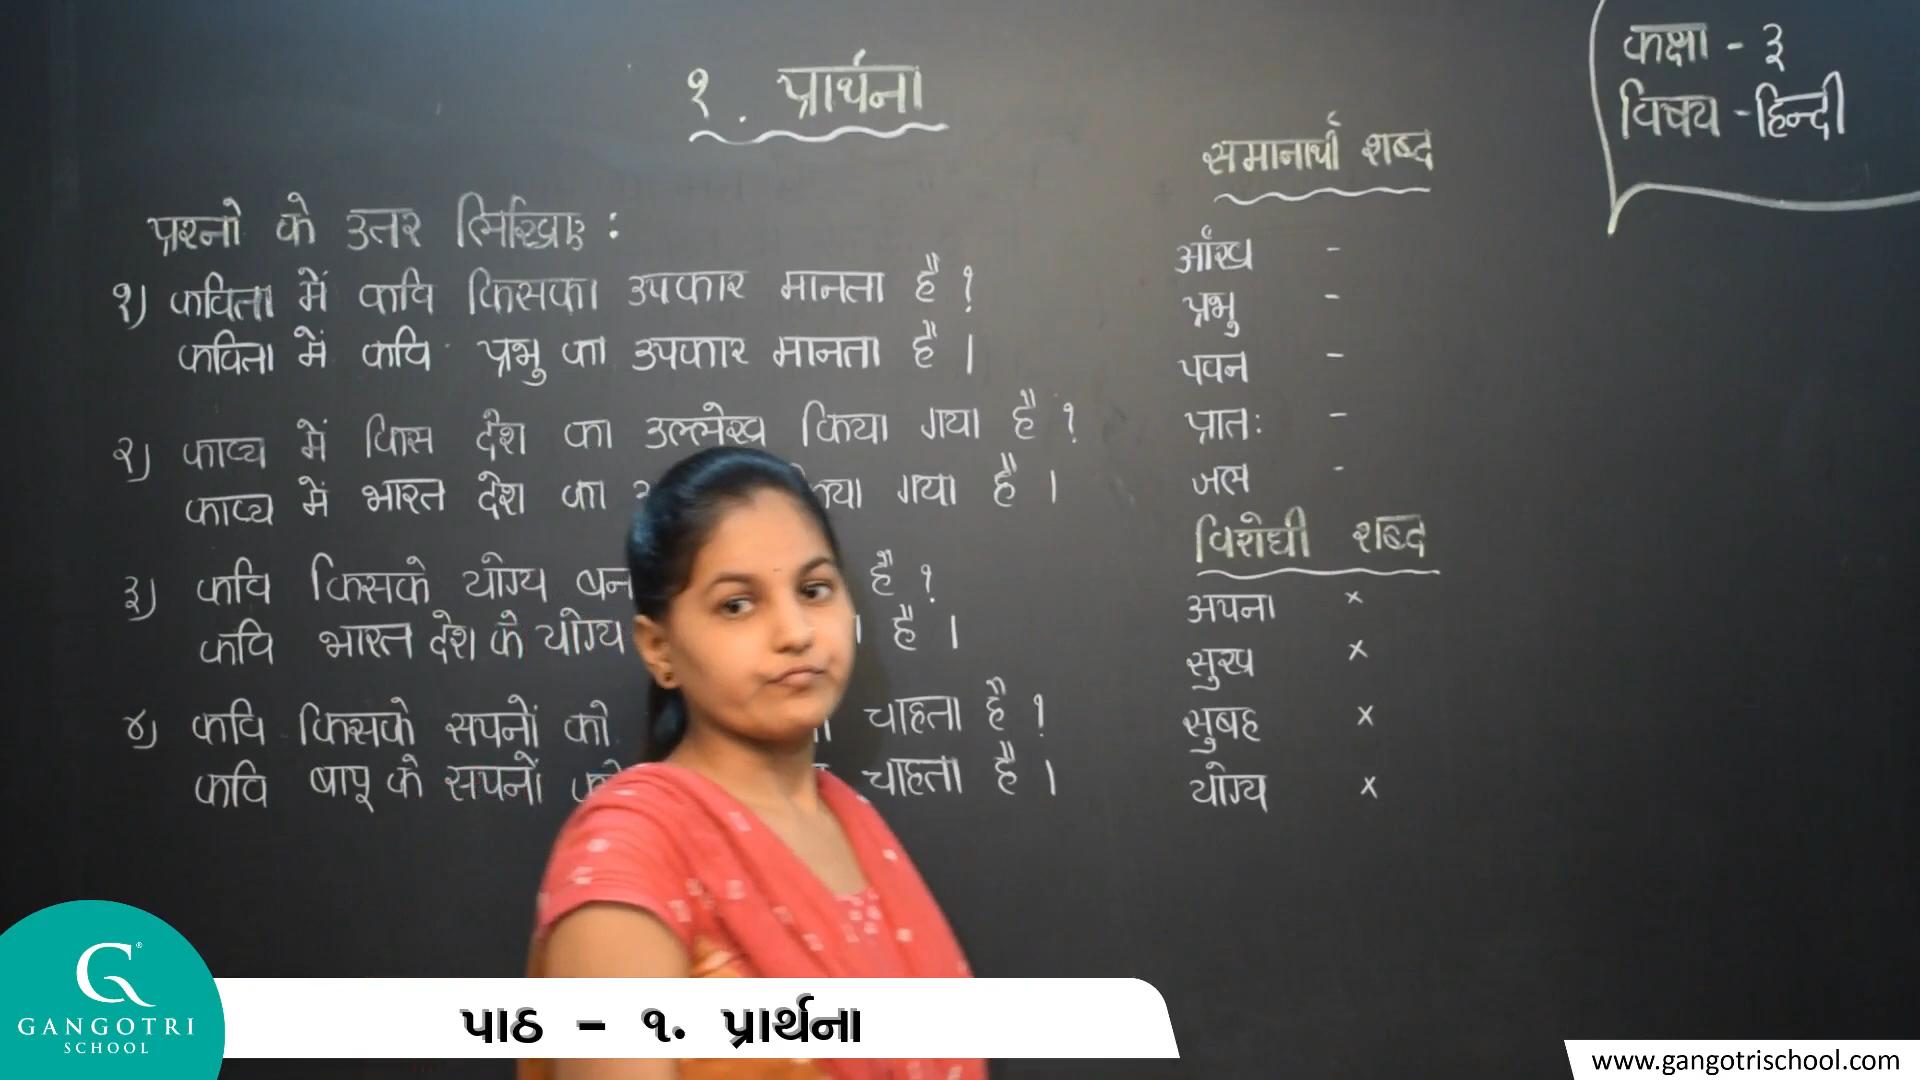 कक्षा - ३
विषय - हिन्दी
१. प्रार्थना
प्रश्नो के उत्तर लिखिए :
१) कविता में कवि किसका उपकार मानता है ?
कविता में कवि प्रभु का उपकार मानता है ।
२) काव्य में किस देश का उल्लेख किया गया है ?
काव्य में भारत देश का गया है ।
३) कवि किसके योग्य है ?
कवि भारत देश के योग्य है ।
४) कवि किसके सपनों को चाहता है ?
कवि बापू के सपनों चाहता है ।
समानार्थी शब्द
आँख -
प्रभु -
पवन -
प्रातः -
जल -
विरोधी शब्द
अपना ×
सुख ×
सुबह ×
योग्य ×
GANGOTRI
SCHOOL
પાઠ - ૧. પ્રાર્થના
www.gangotrischool.com